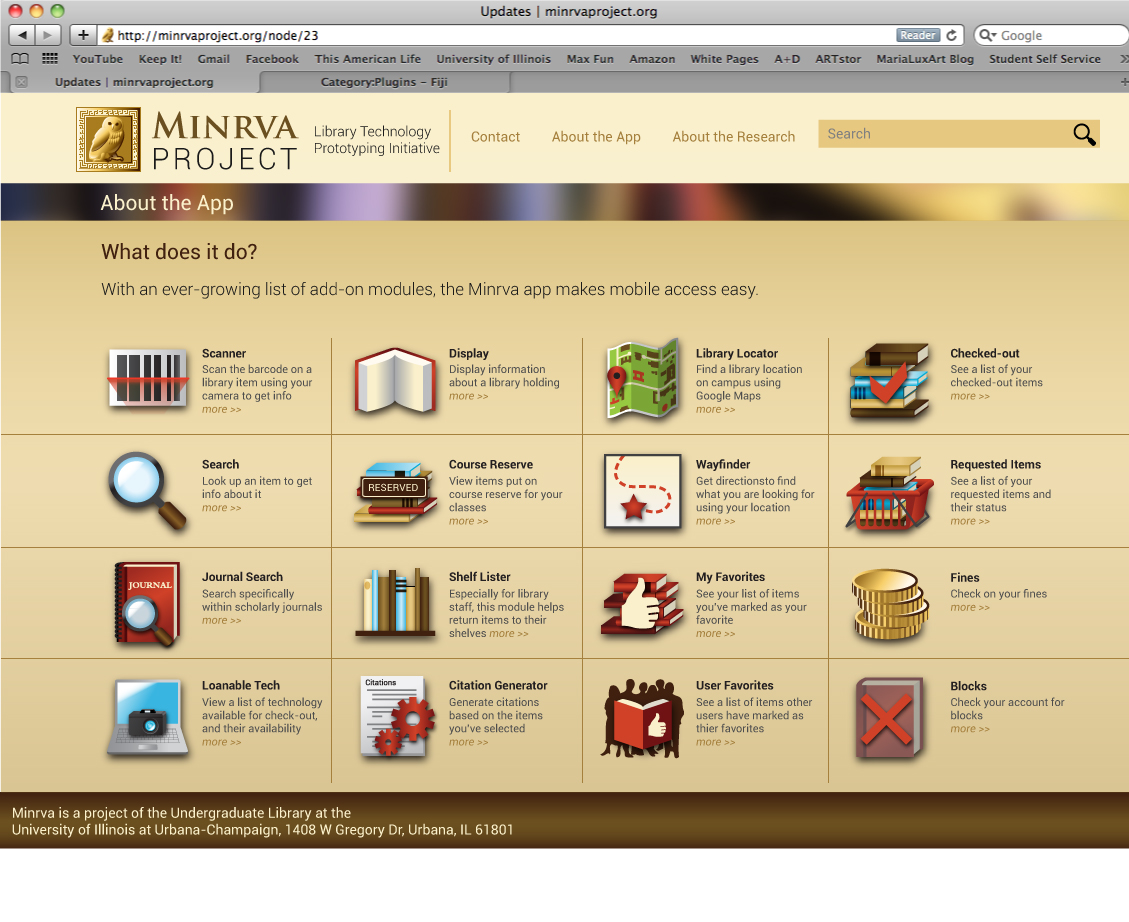 Updates | minrvaproject.org
http://minrvaproject.org/node/23
Reader
Google
YouTube Keep It! Gmail Facebook This American Life University of Illinois Max Fun Amazon White Pages A+D ARTstor MariaLuxArt Blog Student Self Service
Updates | minrvaproject.org
Category:Plugins – Fiji
MINRVA
PROJECT
Library Technology
Prototyping Initiative
Contact
About the App
About the Research
Search
About the App
What does it do?
With an ever-growing list of add-on modules, the Minrva app makes mobile access easy.
Scanner
Scan the barcode on a
library item using your
camera to get info
more >>
Display
Display information
about a library holding
more >>
Library Locator
Find a library location
on campus using
Google Maps
more >>
Checked-out
See a list of your
checked-out items
more >>
Search
Look up an item to get
info about it
more >>
RESERVED
Course Reserve
View items put on
course reserve for your
classes
more >>
Wayfinder
Get directionsto find
what you are looking for
using your location
more >>
Requested Items
See a list of your
requested items and
their status
more >>
JOURNAL
Journal Search
Search specifically
within scholarly journals
more >>
Shelf Lister
Especially for library
staff, this module helps
return items to their
shelves more >>
My Favorites
See your list of items
you've marked as your
favorite
more >>
Fines
Check on your fines
more >>
Loanable Tech
View a list of technology
available for check-out,
and their availability
more >>
Citations
Citation Generator
Generate citations
based on the items
you've selected
more >>
User Favorites
See a list of items other
users have marked as
thier favorites
more >>
Blocks
Check your account for
blocks
more >>
Minrva is a project of the Undergraduate Library at the
University of Illinois at Urbana-Champaign, 1408 W Gregory Dr, Urbana, IL 61801